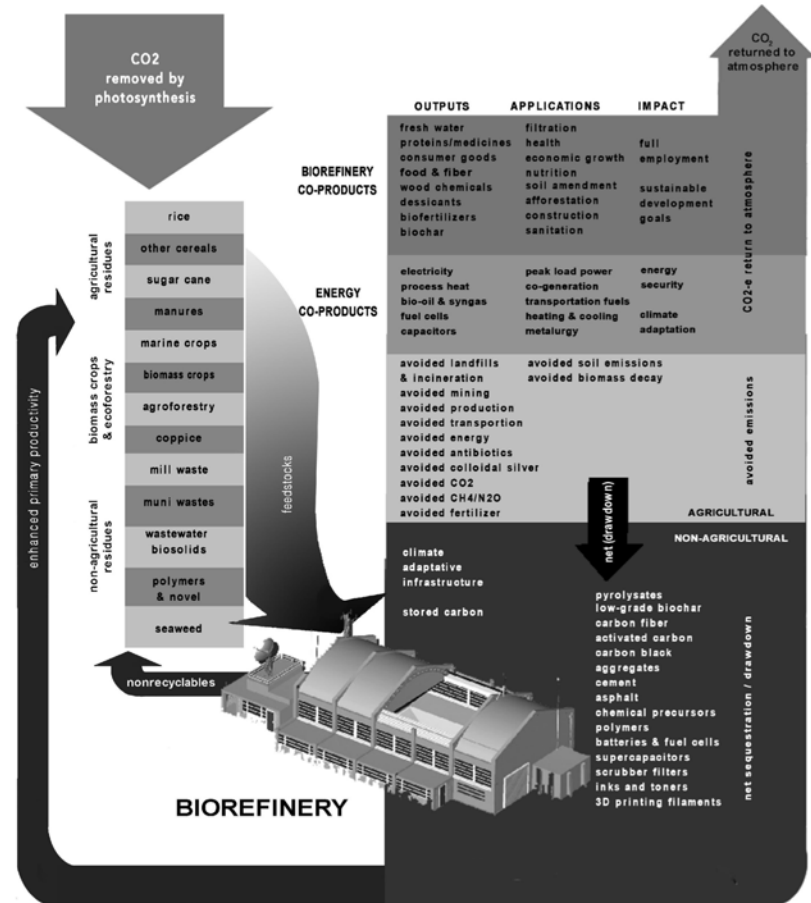 CO2
removed by
photosynthesis
CO2
returned to
atmosphere
OUTPUTS
APPLICATIONS
IMPACT
BIOREFINERY
CO-PRODUCTS
fresh water
proteins/medicines
consumer goods
food & fiber
wood chemicals
dessicants
biofertilizers
biochar
filtration
health
economic growth
nutrition
soil amendment
afforestation
construction
sanitation
full
employment
sustainable
development
goals
CO2-e return to atmosphere
ENERGY
CO-PRODUCTS
electricity
process heat
bio-oil & syngas
fuel cells
capacitors
peak load power
co-generation
transportation fuels
heating & cooling
metalurgy
energy
security
climate
adaptation
avoided landfills
& incineration
avoided mining
avoided production
avoided transportion
avoided energy
avoided antibiotics
avoided colloidal silver
avoided CO2
avoided CH4/N2O
avoided fertilizer
avoided soil emissions
avoided biomass decay
avoided emissions
AGRICULTURAL
NON-AGRICULTURAL
net (drawdown)
climate
adaptative
infrastructure
stored carbon
pyrolysates
low-grade biochar
carbon fiber
activated carbon
carbon black
aggregates
cement
asphalt
chemical precursors
polymers
batteries & fuel cells
supercapacitors
scrubber filters
inks and toners
3D printing filaments
net sequestration / drawdown
agricultural
residues
biomass crops
& ecoforestry
non-agricultural
residues
rice
other cereals
sugar cane
manures
marine crops
biomass crops
agroforestry
coppice
mill waste
muni wastes
wastewater
biosolids
polymers
& novel
seaweed
feedstocks
enhanced primary productivity
nonrecyclables
BIOREFINERY